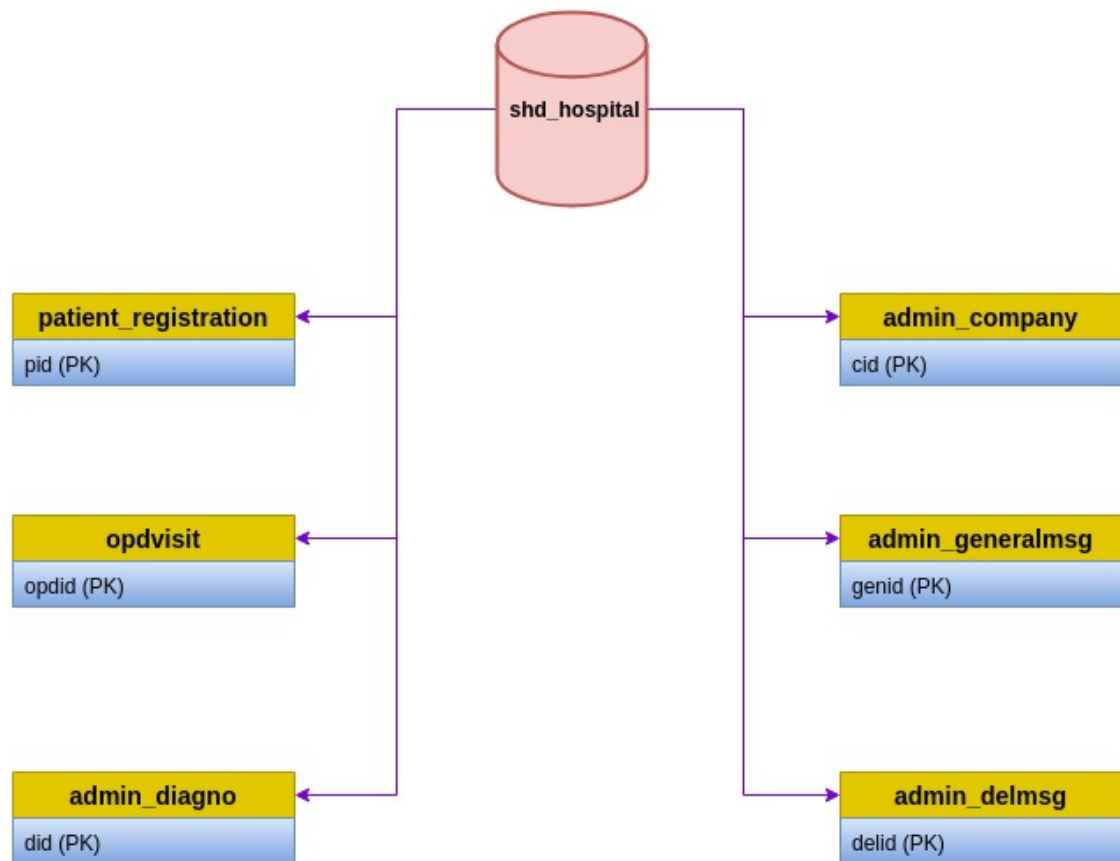 shd_hospital
patient_registration
pid (PK)
admin_company
cid (PK)
opdvisit
opdid (PK)
admin_generalmsg
genid (PK)
admin_diagno
did (PK)
admin_delmsg
delid (PK)